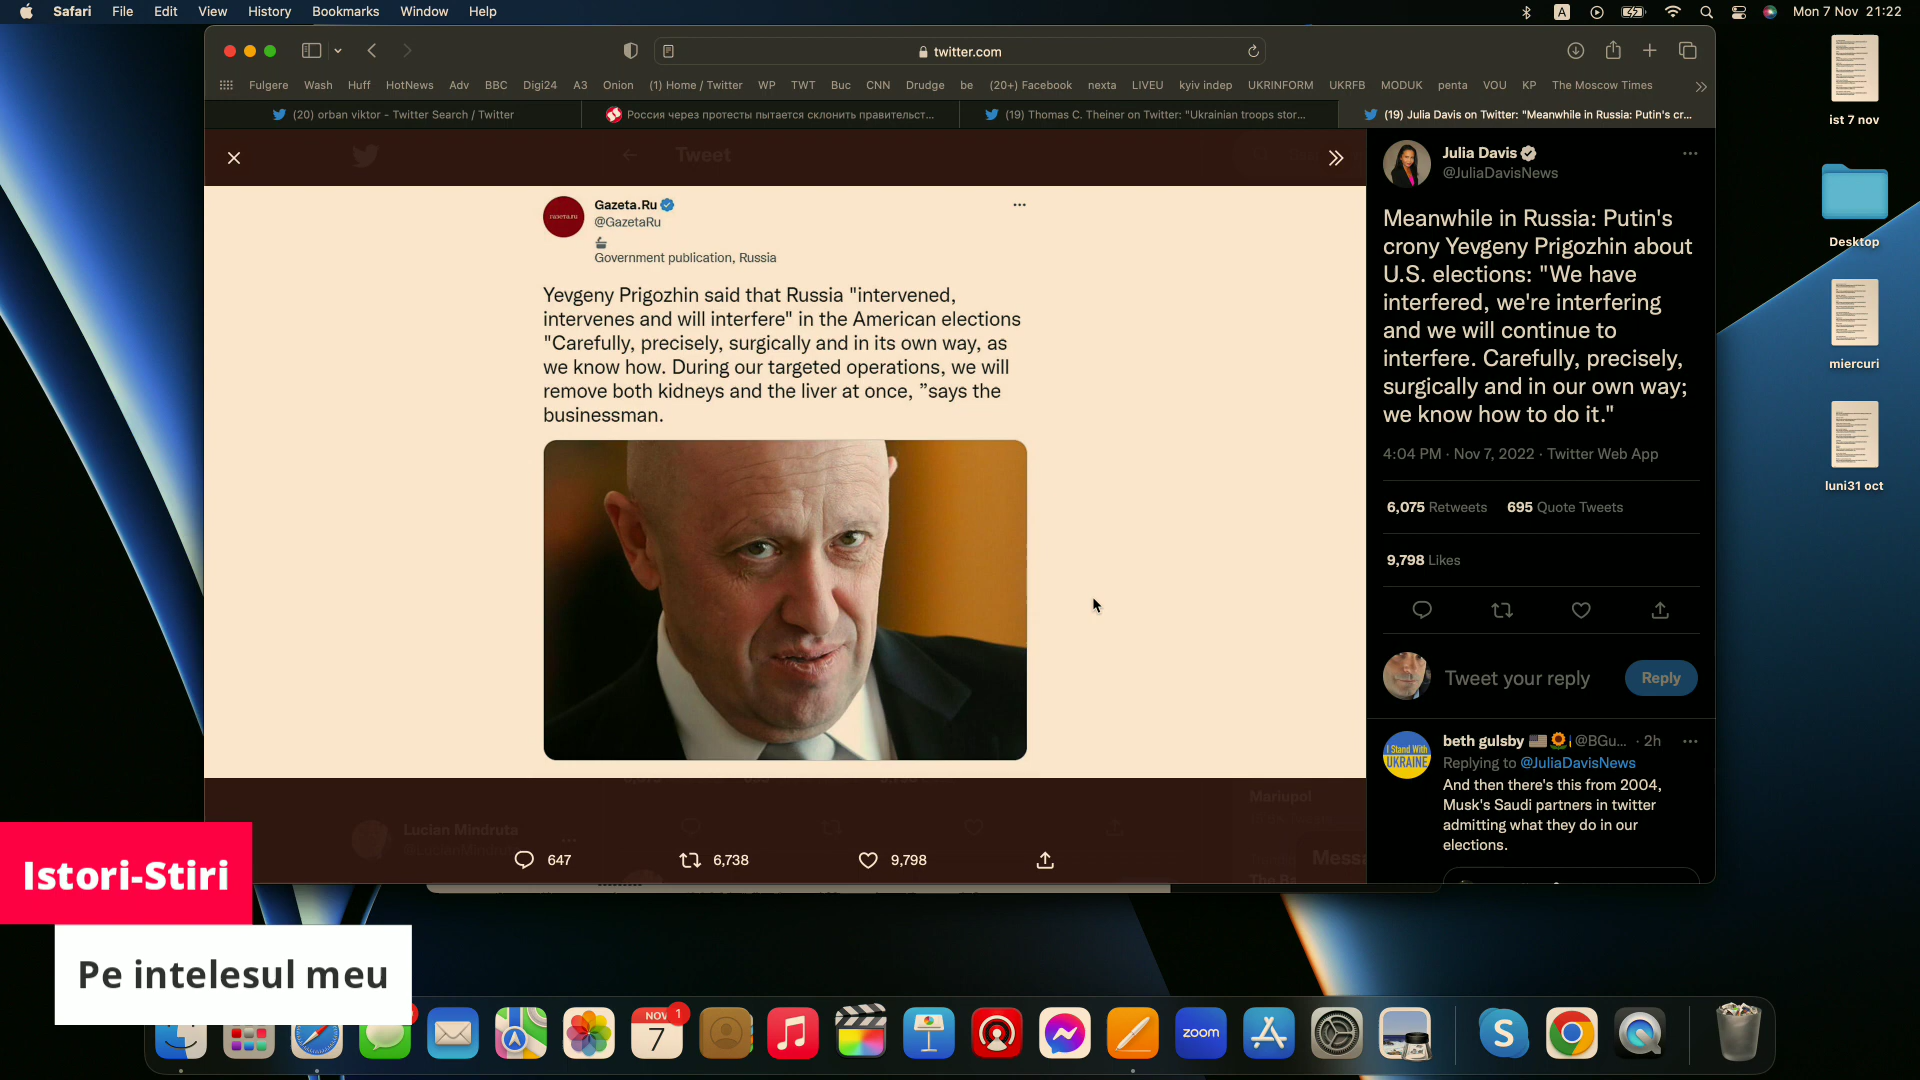 Safari File Edit View History Bookmarks Window Help
A
Mon 7 Nov 21:22
twitter.com
Fulgere Wash Huff HotNews Adv BBC Digi24 A3 Onion (1) Home / Twitter WP TWT Buc CNN Drudge be (20+) Facebook nexta LIVEU kyiv indep UKRINFORM UKRFB MODUK penta VOU KP The Moscow Times
(20) orban viktor - Twitter Search / Twitter
Россия через протесты пытается склонить правительст...
(19) Thomas C. Theiner on Twitter: "Ukrainian troops stor...
(19) Julia Davis on Twitter: "Meanwhile in Russia: Putin's cr...
Tweet
Gazeta.Ru
@GazetaRu
Government publication, Russia
Yevgeny Prigozhin said that Russia "intervened,
intervenes and will interfere" in the American elections
"Carefully, precisely, surgically and in its own way, as
we know how. During our targeted operations, we will
remove both kidneys and the liver at once, ”says the
businessman.
Mariupol
Lucian Mindruta
647 6,738 9,798
Julia Davis
@JuliaDavisNews
Meanwhile in Russia: Putin's
crony Yevgeny Prigozhin about
U.S. elections: "We have
interfered, we're interfering
and we will continue to
interfere. Carefully, precisely,
surgically and in our own way;
we know how to do it."
4:04 PM · Nov 7, 2022 · Twitter Web App
6,075 Retweets 695 Quote Tweets
9,798 Likes
Tweet your reply
Reply
I Stand With
UKRAINE
beth gulsby @BGu... · 2h
Replying to @JuliaDavisNews
And then there's this from 2004,
Musk's Saudi partners in twitter
admitting what they do in our
elections.
ist 7 nov
Desktop
miercuri
luni31 oct
Istori-Stiri
Pe intelesul meu
NOV
7
1
zoom